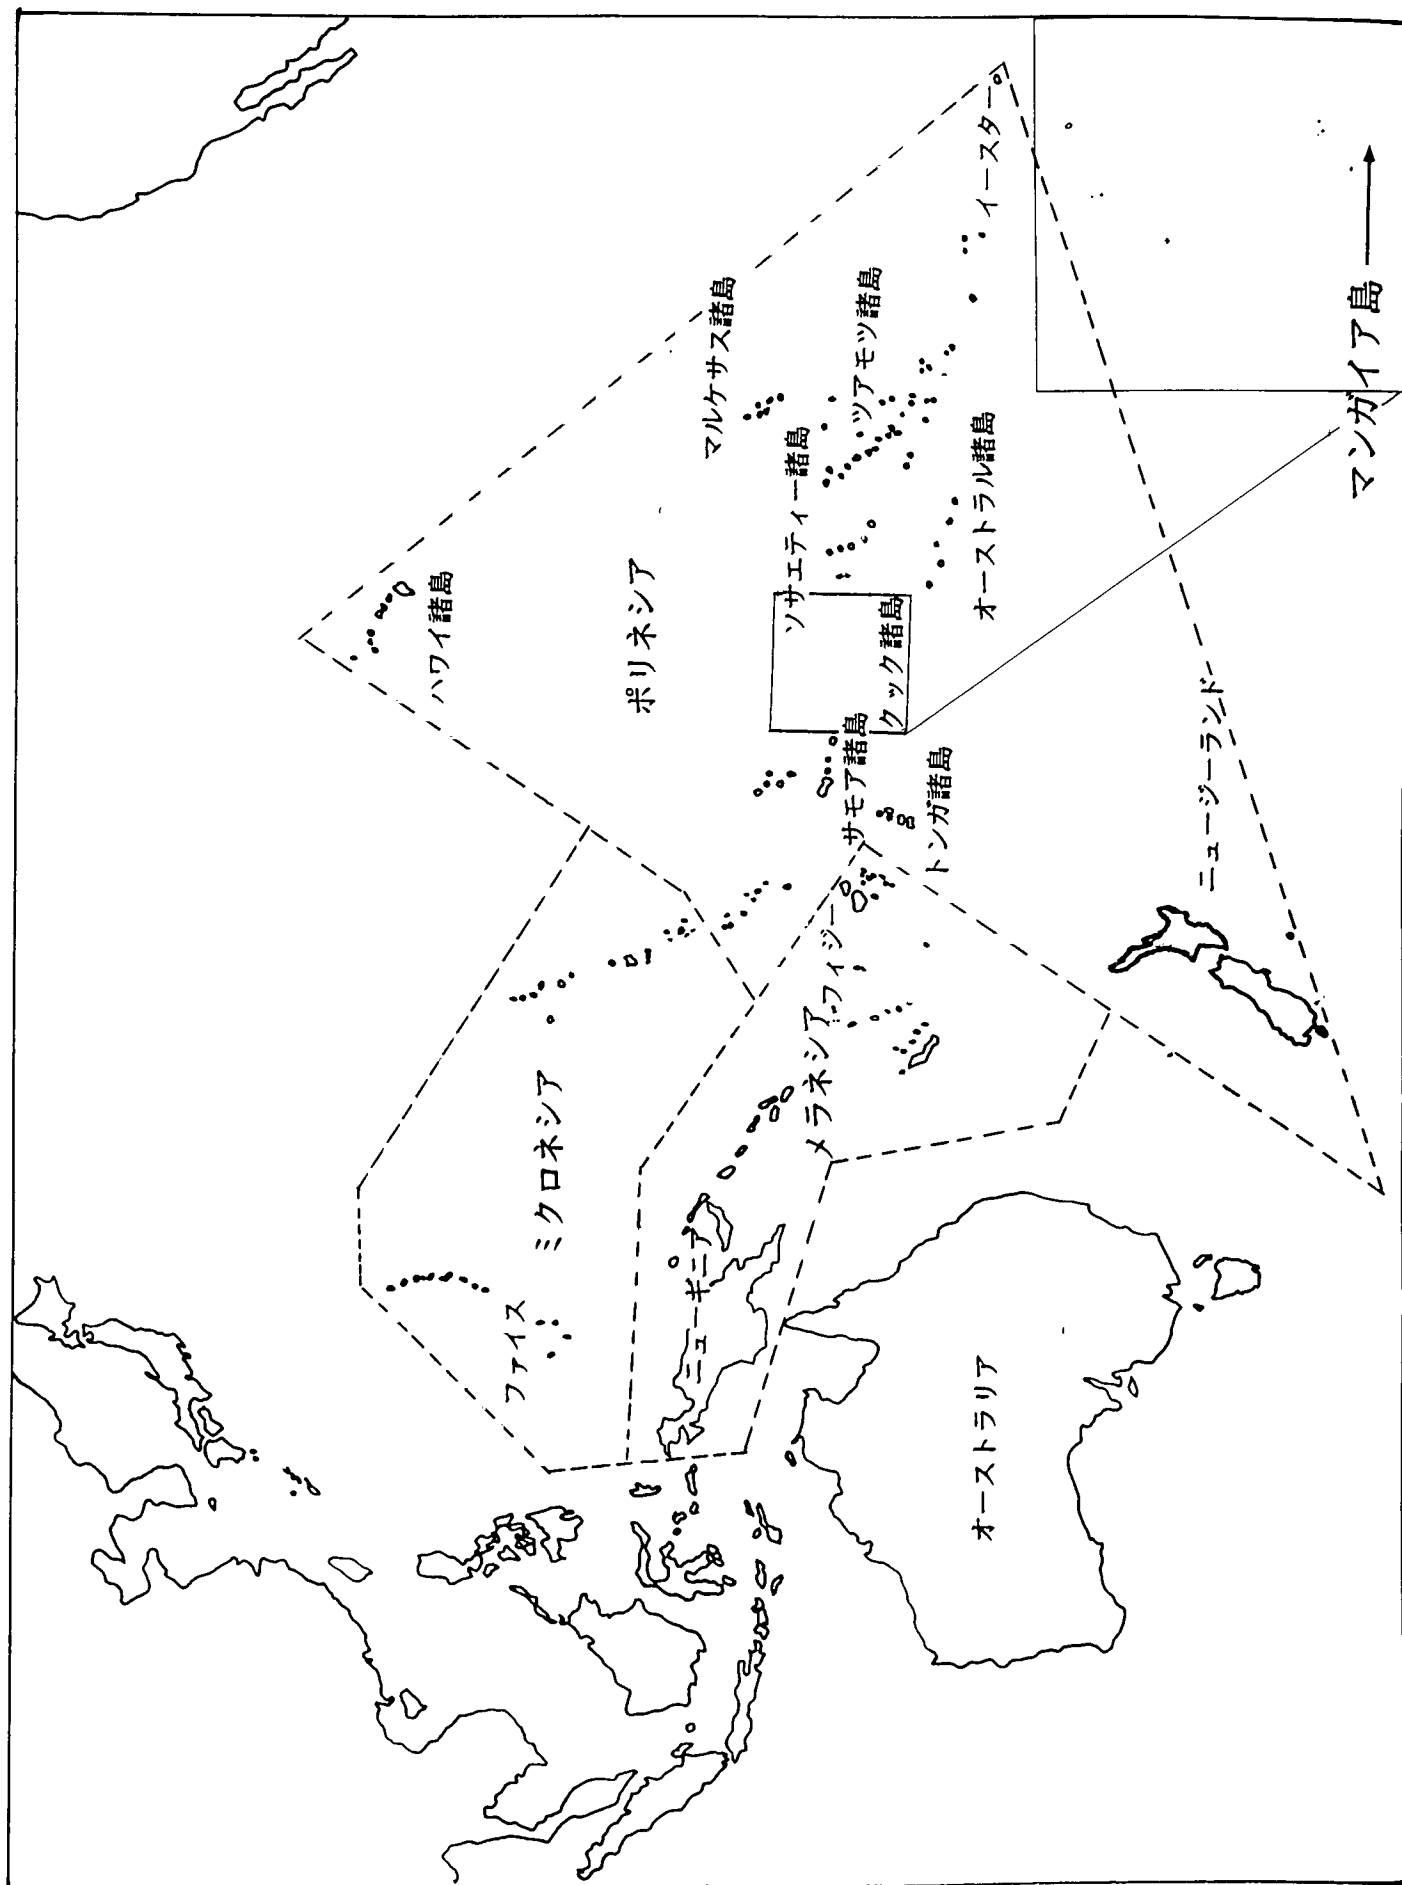 ハワイ諸島
ポリネシア
マルケサス諸島
ソサエティー諸島
ツアモツ諸島
クック諸島
オーストラル諸島
イースター
サモア諸島
トンガ諸島
ミクロネシア
ファイス
ニューギニア
メラネシア
フィジー
オーストラリア
ニュージーランド
マンガイア島